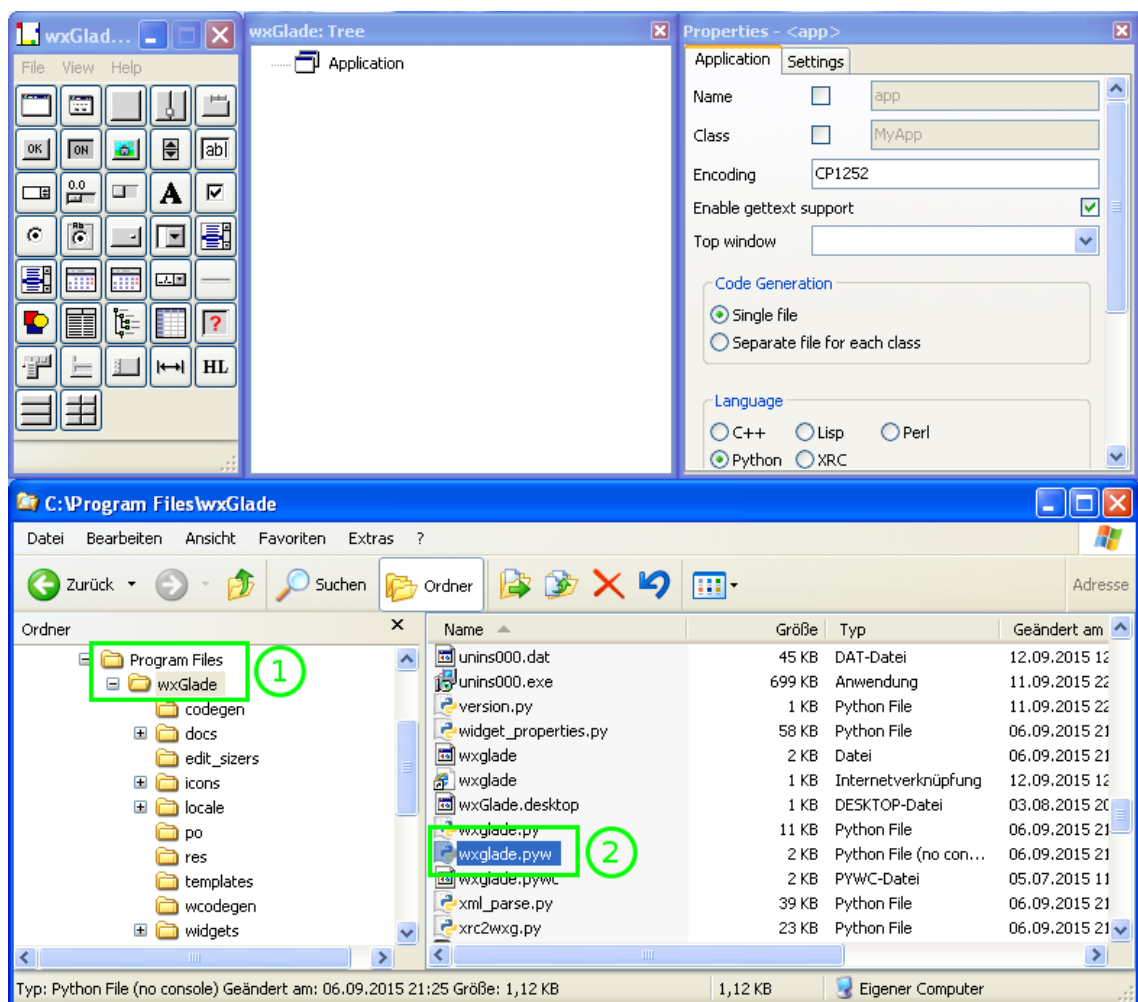 wxGlad...
File View Help
OK ON ab
0.0
A
Rb
?
HL
wxGlade: Tree
Application
Properties - <app>
Application Settings
Name app
Class MyApp
Encoding CP1252
Enable gettext support
Top window
Code Generation
Single file
Separate file for each class
Language
C++ Lisp Perl
Python XRC
C:\Program Files\wxGlade
Datei Bearbeiten Ansicht Favoriten Extras ?
Zurück Suchen Ordner Adresse
Ordner x
Program Files
1
wxGlade
codegen
docs
edit_sizers
icons
locale
po
res
templates
wcodegen
widgets
Name Größe Typ Geändert am
unins000.dat 45 KB DAT-Datei 12.09.2015 12
unins000.exe 699 KB Anwendung 11.09.2015 22
version.py 1 KB Python File 11.09.2015 22
widget_properties.py 58 KB Python File 06.09.2015 21
wxglade 2 KB Datei 06.09.2015 21
wxglade 1 KB Internetverknüpfung 12.09.2015 12
wxGlade.desktop 1 KB DESKTOP-Datei 03.08.2015 20
wxglade.py 11 KB Python File 06.09.2015 21
wxglade.pyw 2 KB Python File (no con... 06.09.2015 21
2
wxglade.pywc 2 KB PYWC-Datei 05.07.2015 11
xml_parse.py 39 KB Python File 06.09.2015 21
xrc2wxg.py 23 KB Python File 06.09.2015 21
Typ: Python File (no console) Geändert am: 06.09.2015 21:25 Größe: 1,12 KB 1,12 KB Eigener Computer